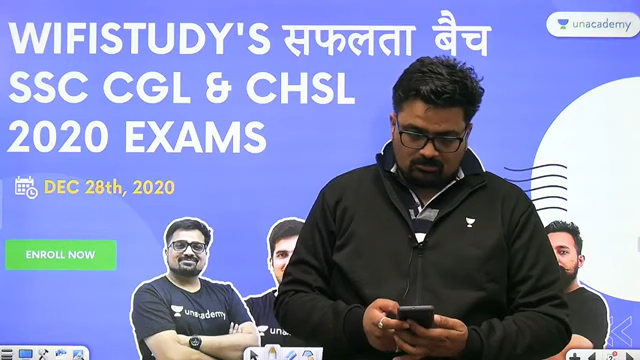 WIFISTUDY'S सफलता बैच
unacademy
SSC CGL & CHSL
2020 EXAMS
DEC 28th, 2020
ENROLL NOW
unacademy